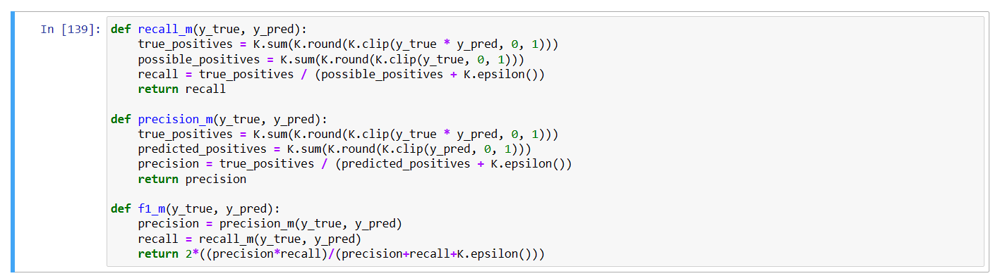 In [139]: def recall_m(y_true, y_pred):
    true_positives = K.sum(K.round(K.clip(y_true * y_pred, 0, 1)))
    possible_positives = K.sum(K.round(K.clip(y_true, 0, 1)))
    recall = true_positives / (possible_positives + K.epsilon())
    return recall

def precision_m(y_true, y_pred):
    true_positives = K.sum(K.round(K.clip(y_true * y_pred, 0, 1)))
    predicted_positives = K.sum(K.round(K.clip(y_pred, 0, 1)))
    precision = true_positives / (predicted_positives + K.epsilon())
    return precision

def f1_m(y_true, y_pred):
    precision = precision_m(y_true, y_pred)
    recall = recall_m(y_true, y_pred)
    return 2*((precision*recall)/(precision+recall+K.epsilon()))